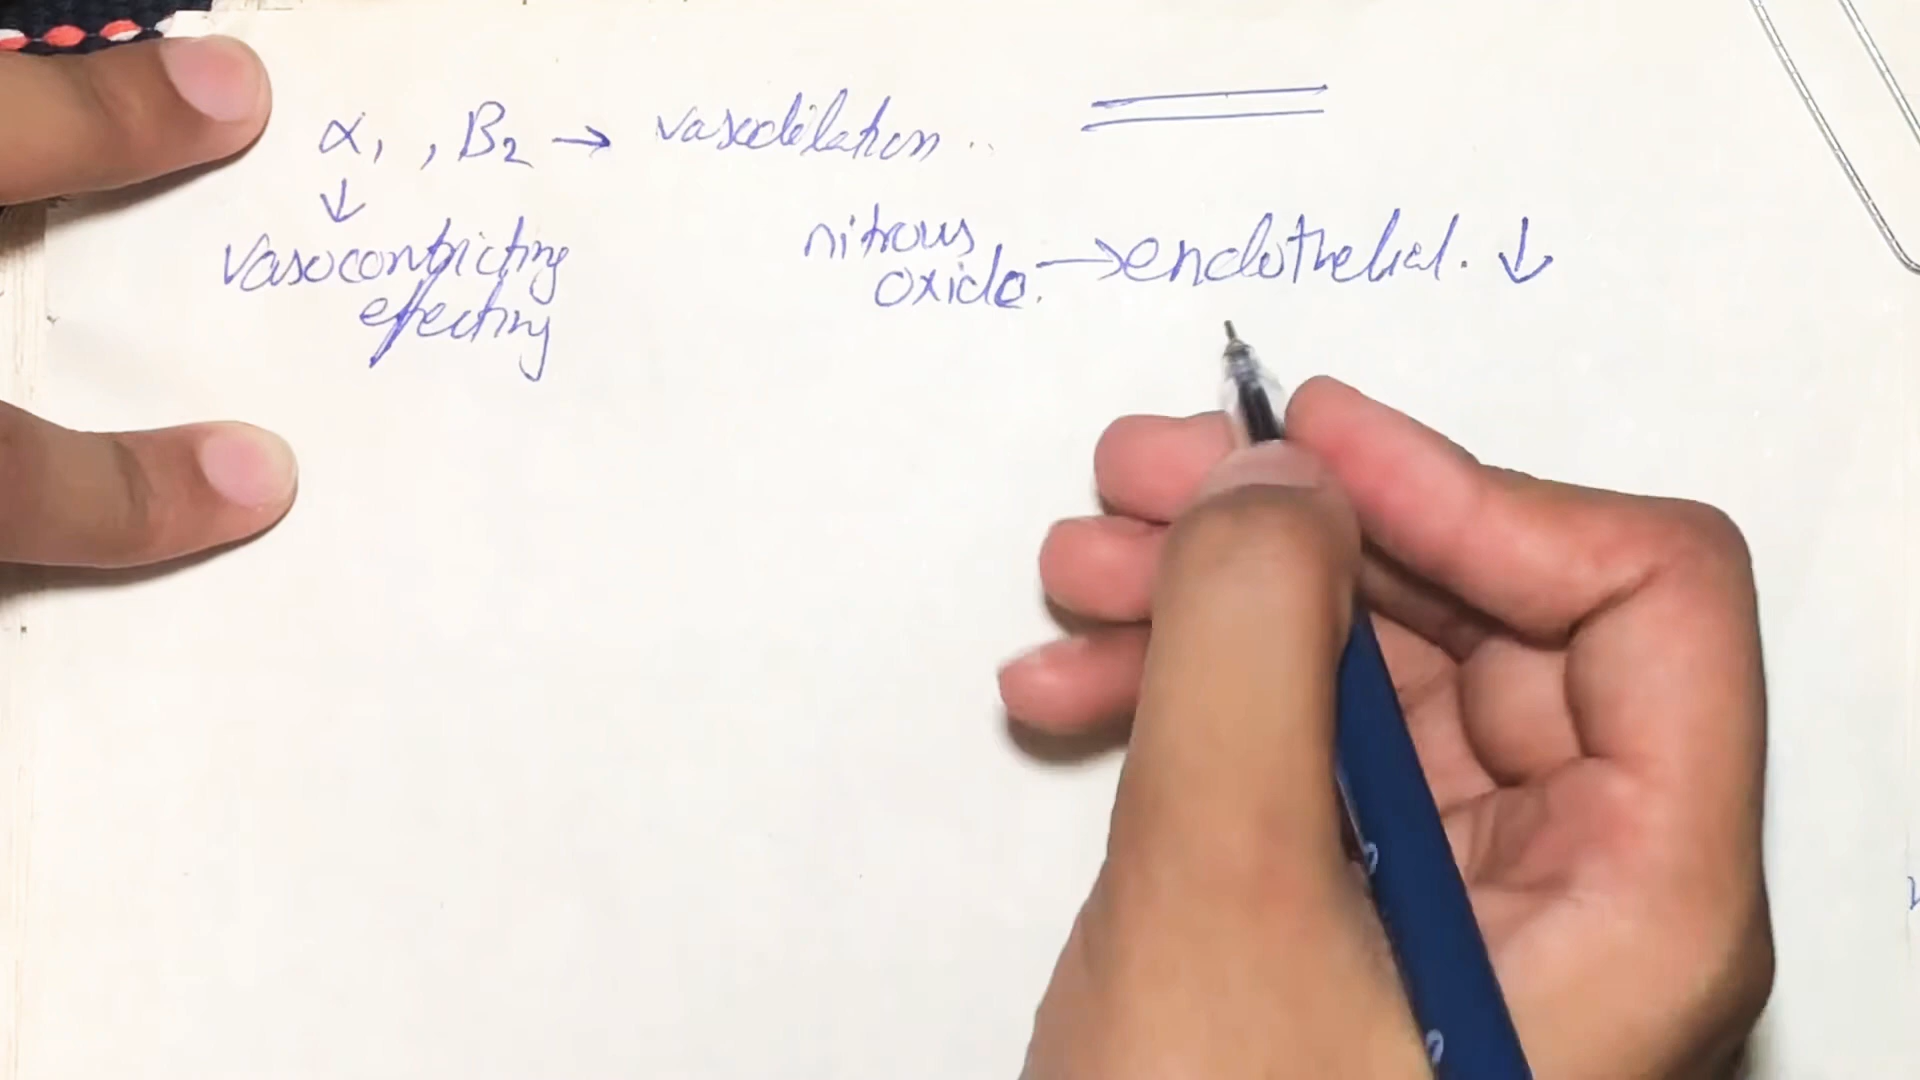 α₁, B₂ → vasodilation..
↓
vasocontricting
effecting
nitrous
oxide. → endothelial. ↓